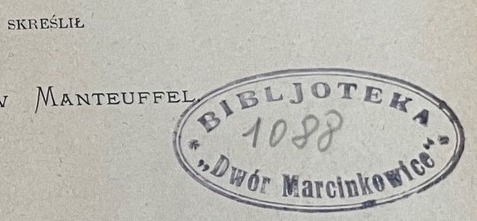 SKREŚLIŁ
MANTEUFFEL.
BIBLJOTEKA
1088
* „Dwór Marcinkowice” *